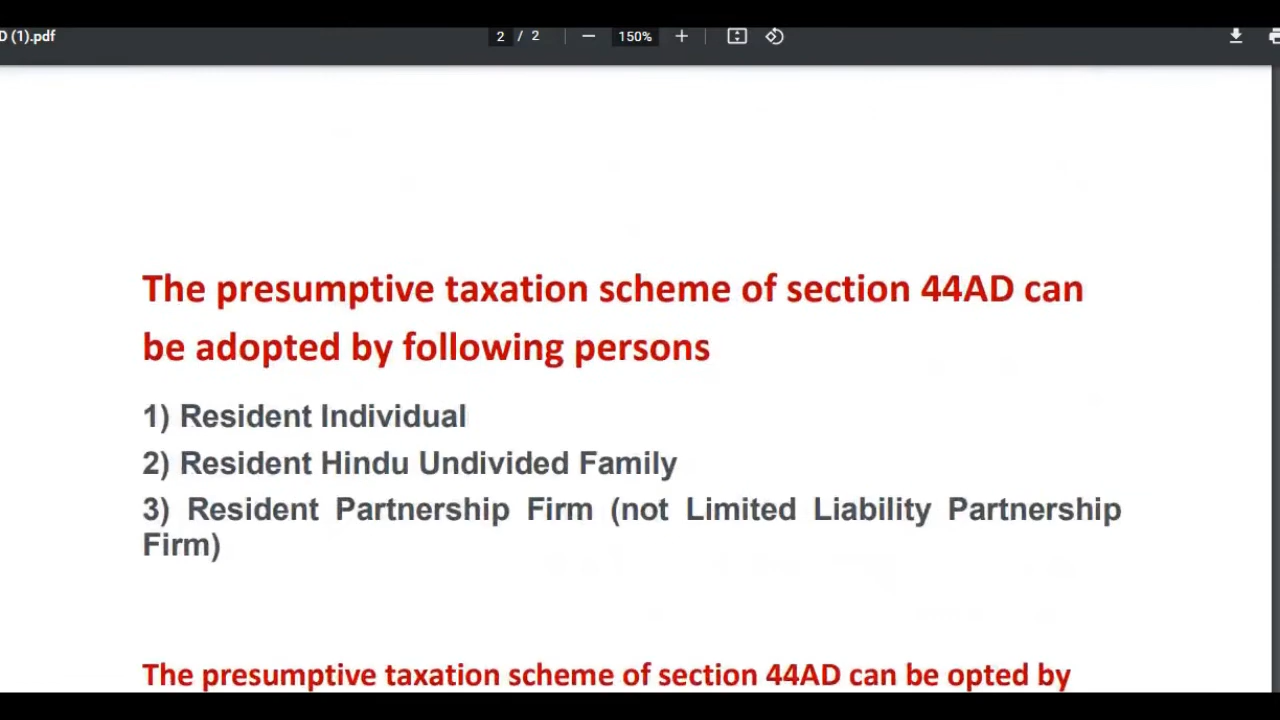 D (1).pdf
2 / 2
150%
The presumptive taxation scheme of section 44AD can
be adopted by following persons
1) Resident Individual
2) Resident Hindu Undivided Family
3) Resident Partnership Firm (not Limited Liability Partnership
Firm)
The presumptive taxation scheme of section 44AD can be opted by